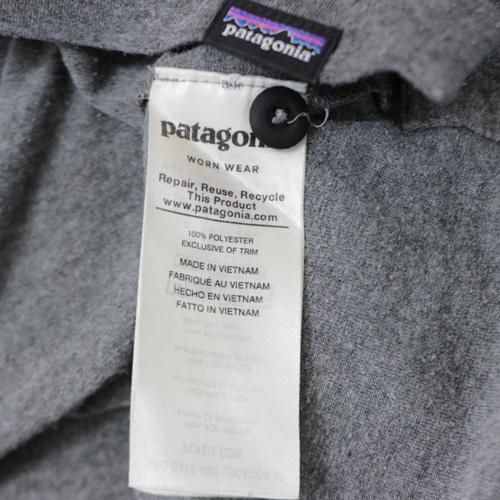 patagonia
patagoni
WORN WEAR
Repair, Reuse, Recycle
This Product
www.patagonia.com
100% POLYESTER
EXCLUSIVE OF TRIM
MADE IN VIETNAM
FABRIQUÉ AU VIETNAM
HECHO EN VIETNAM
FATTO IN VIETNAM